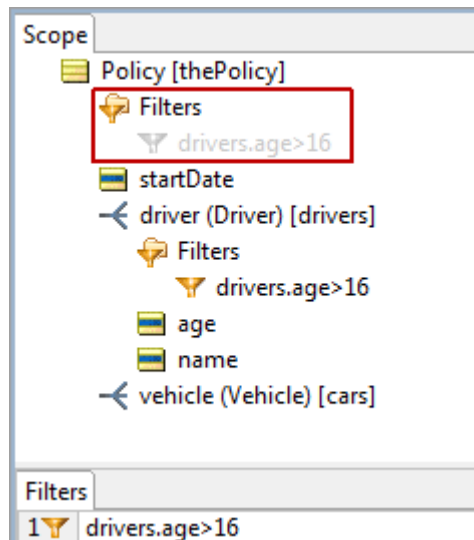 Scope
Policy [thePolicy]
Filters
drivers.age>16
startDate
driver (Driver) [drivers]
Filters
drivers.age>16
age
name
vehicle (Vehicle) [cars]
Filters
1 drivers.age>16